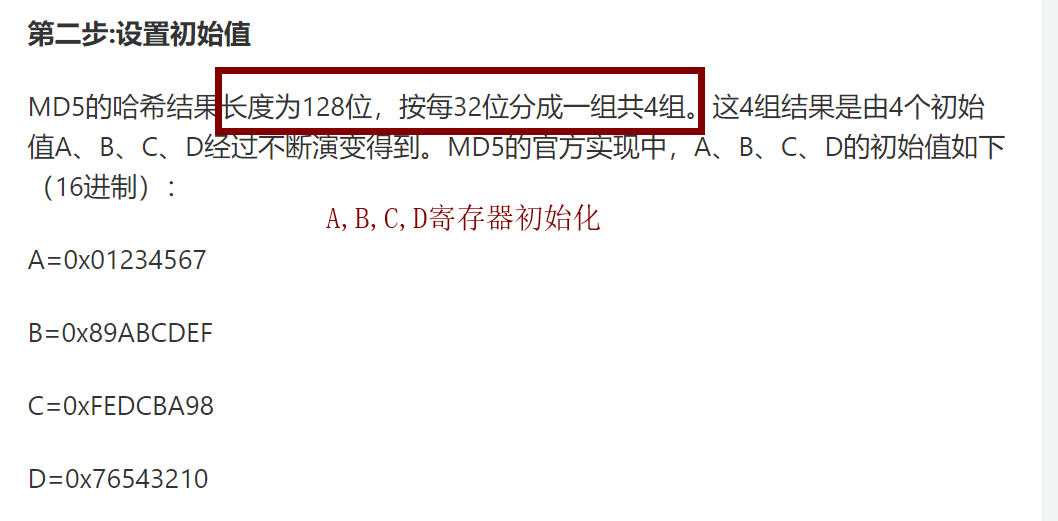 第二步:设置初始值
MD5的哈希结果长度为128位，按每32位分成一组共4组。这4组结果是由4个初始
值A、B、C、D经过不断演变得到。MD5的官方实现中，A、B、C、D的初始值如下
（16进制）：
A,B,C,D寄存器初始化
A=0x01234567
B=0x89ABCDEF
C=0xFEDCBA98
D=0x76543210